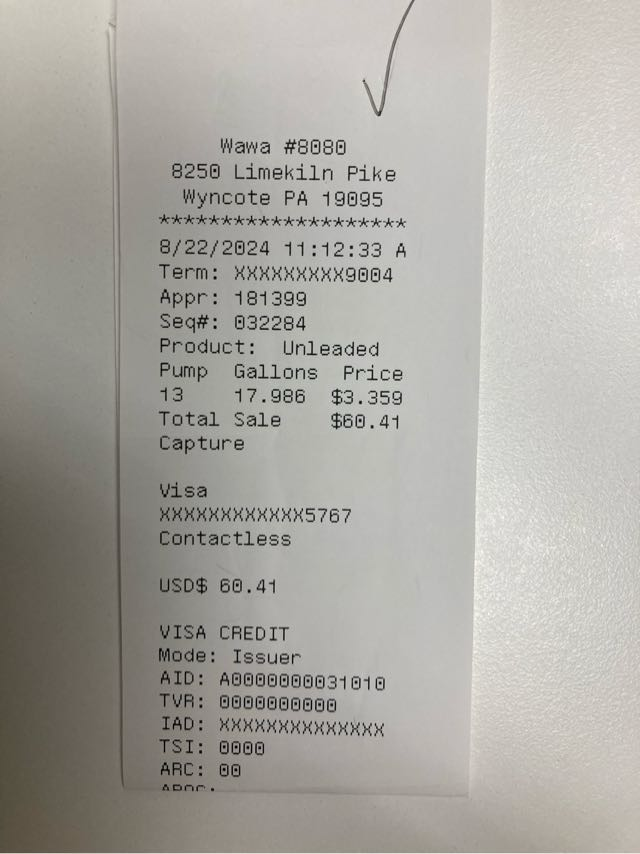 Wawa #8080
8250 Limekiln Pike
Wyncote PA 19095
********************
8/22/2024 11:12:33 A
Term: XXXXXXXXX9004
Appr: 181399
Seq#: 032284
Product: Unleaded
Pump Gallons Price
13 17.986 $3.359
Total Sale $60.41
Capture
Visa
XXXXXXXXXXXX5767
Contactless
USD$ 60.41
VISA CREDIT
Mode: Issuer
AID: A0000000031010
TVR: 0000000000
IAD: XXXXXXXXXXXXXX
TSI: 0000
ARC: 00